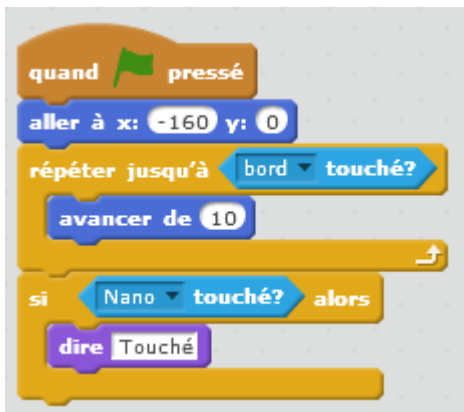 quand pressé
aller à x: -160 y: 0
répéter jusqu'à bord touché?
avancer de 10
si Nano touché? alors
dire Touché